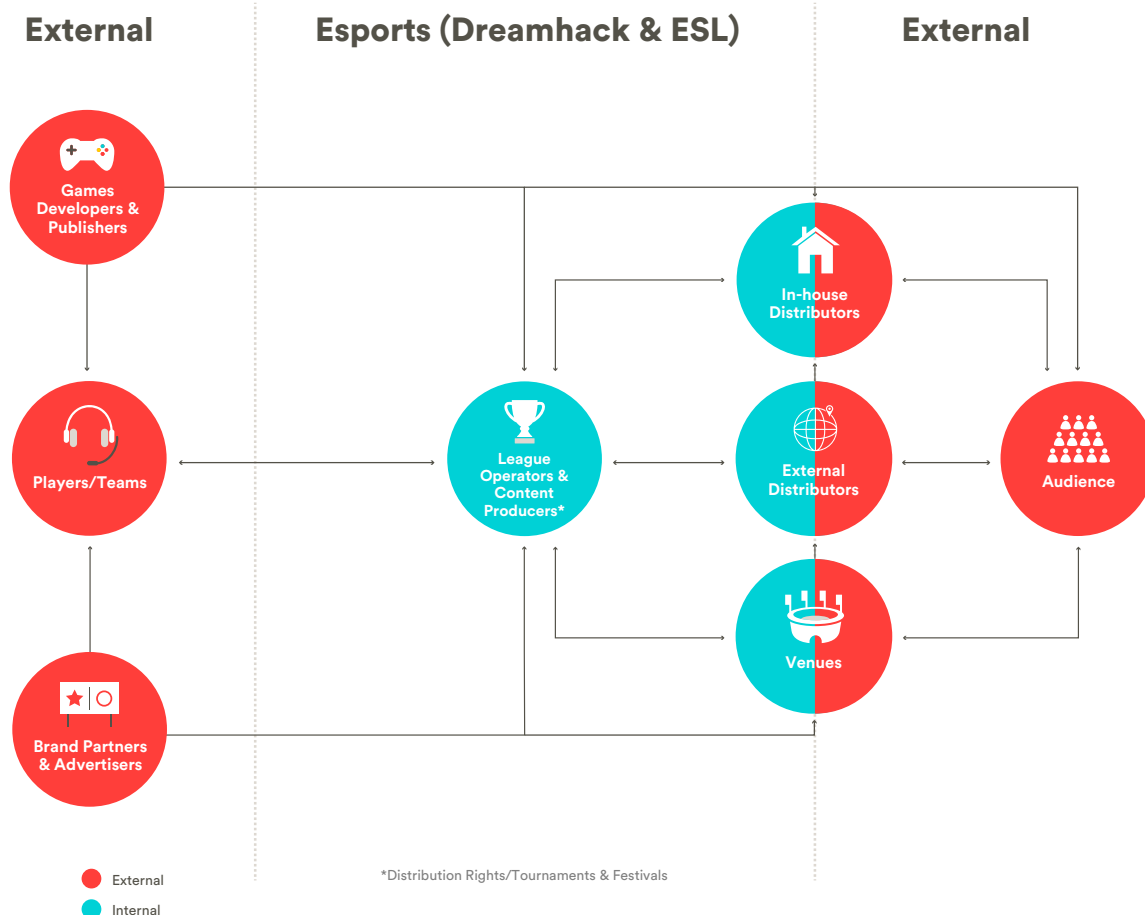 External
Esports (Dreamhack & ESL)
External
Games
Developers &
Publishers
In-house
Distributors
Players/Teams
League
Operators &
Content
Producers*
External
Distributors
Audience
Venues
Brand Partners
& Advertisers
External
Internal
*Distribution Rights/Tournaments & Festivals